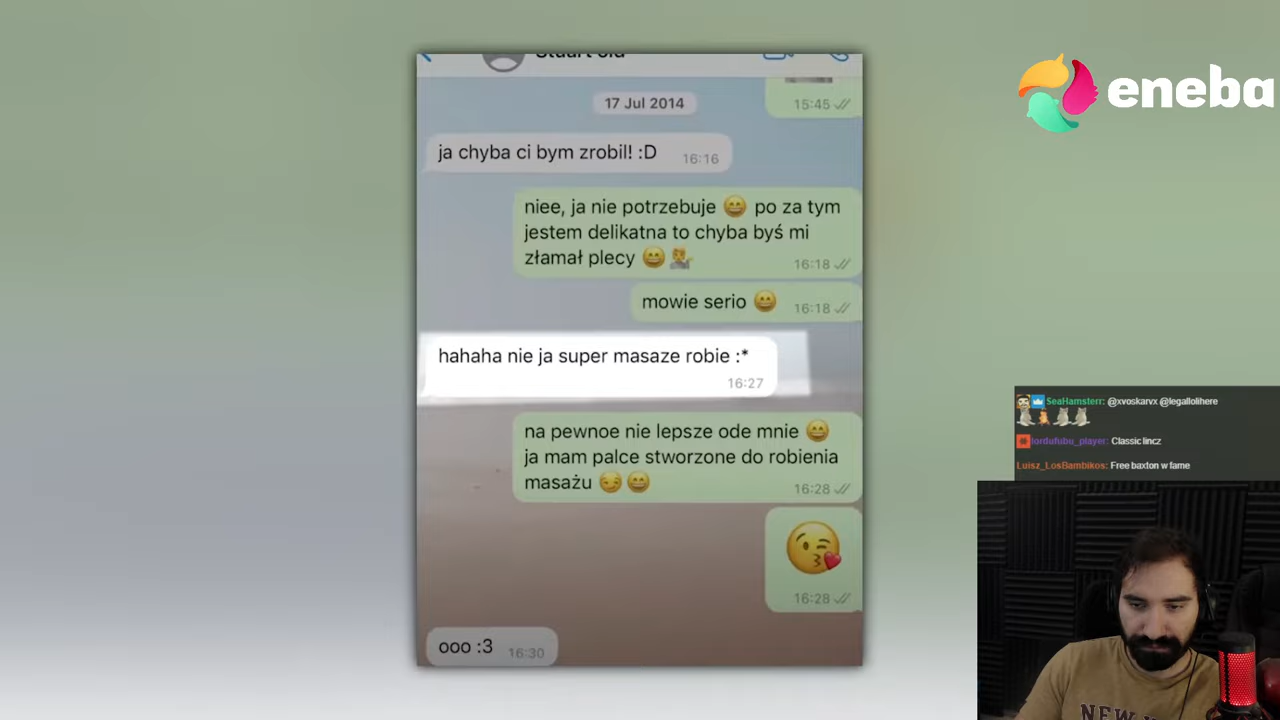 Stuart old
15:45
17 Jul 2014
ja chyba ci bym zrobil! :D
16:16
niee, ja nie potrzebuje 😄 po za tym
jestem delikatna to chyba byś mi
złamał plecy 😄 💆
16:18
mowie serio 😀
16:18
hahaha nie ja super masaze robie :*
16:27
na pewnoe nie lepsze ode mnie 😄
ja mam palce stworzone do robienia
masażu 😏 😄
16:28
😘
16:28
ooo :3
16:30
eneba
SeaHamsterr: @xvoskarvx @legallolihere
lordufubu_player: Classic lincz
Luisz_LosBambikos: Free baxton w fame
NEW